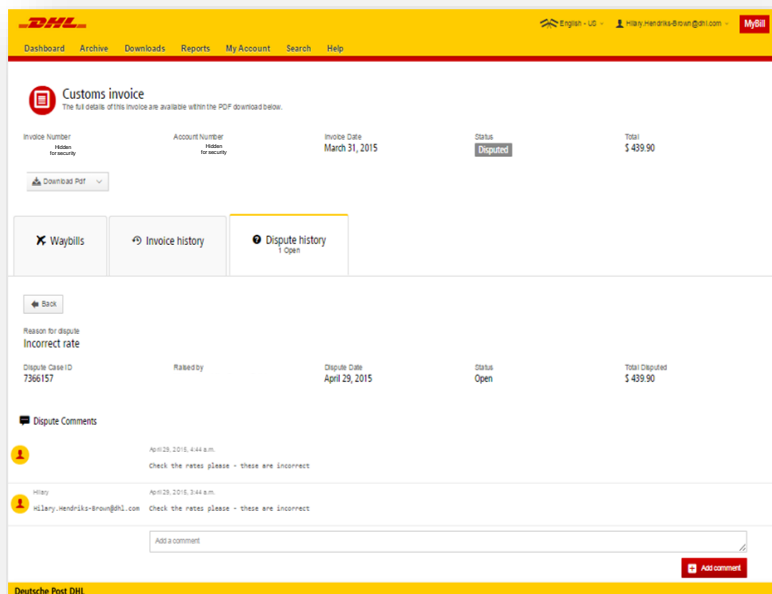 DHL
English - US
Hilary.Hendriks-Brown@dhl.com
MyBill
Dashboard Archive Downloads Reports My Account Search Help
Customs invoice
The full details of this invoice are available within the PDF download below.
Invoice Number Account Number Invoice Date Status Total
Hidden for security Hidden for security March 31, 2015 Disputed $ 439.90
Download Pdf
Waybills Invoice history Dispute history
1 Open
Back
Reason for dispute
Incorrect rate
Dispute Case ID Raised by Dispute Date Status Total Disputed
7366157 April 29, 2015 Open $ 439.90
Dispute Comments
April 29, 2015, 4:44 a.m.
Check the rates please - these are incorrect
Hilary April 29, 2015, 3:44 a.m.
Hilary.Hendriks-Brown@dhl.com Check the rates please - these are incorrect
Add a comment
Add comment
Deutsche Post DHL